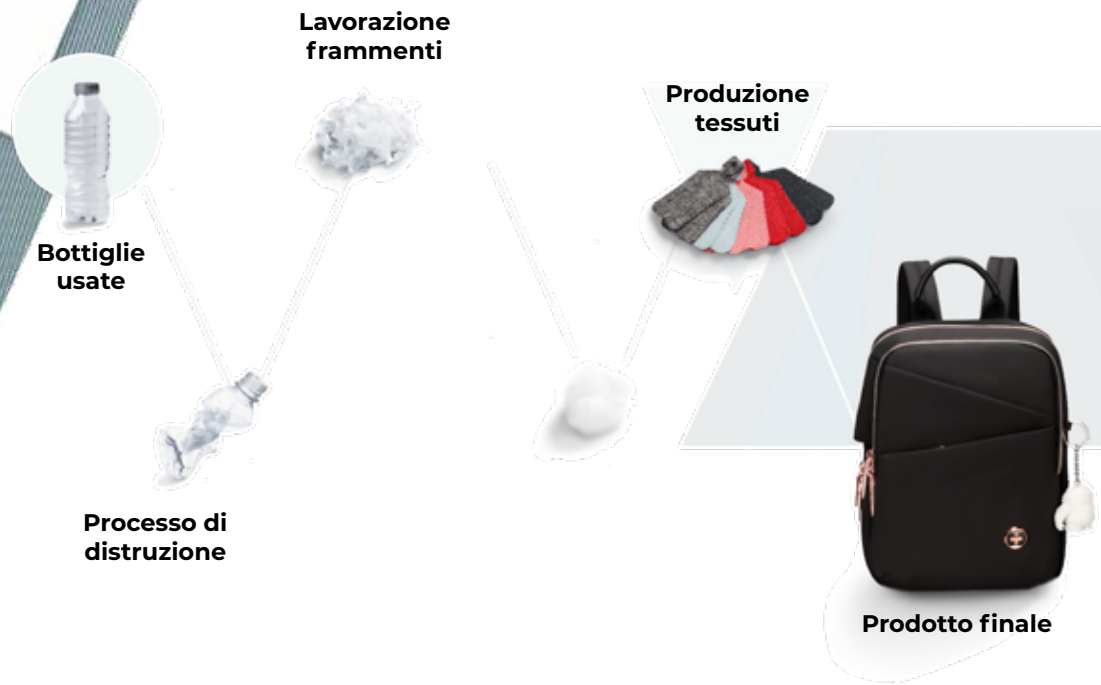 Lavorazione
frammenti
Produzione
tessuti
Bottiglie
usate
Processo di
distruzione
Prodotto finale